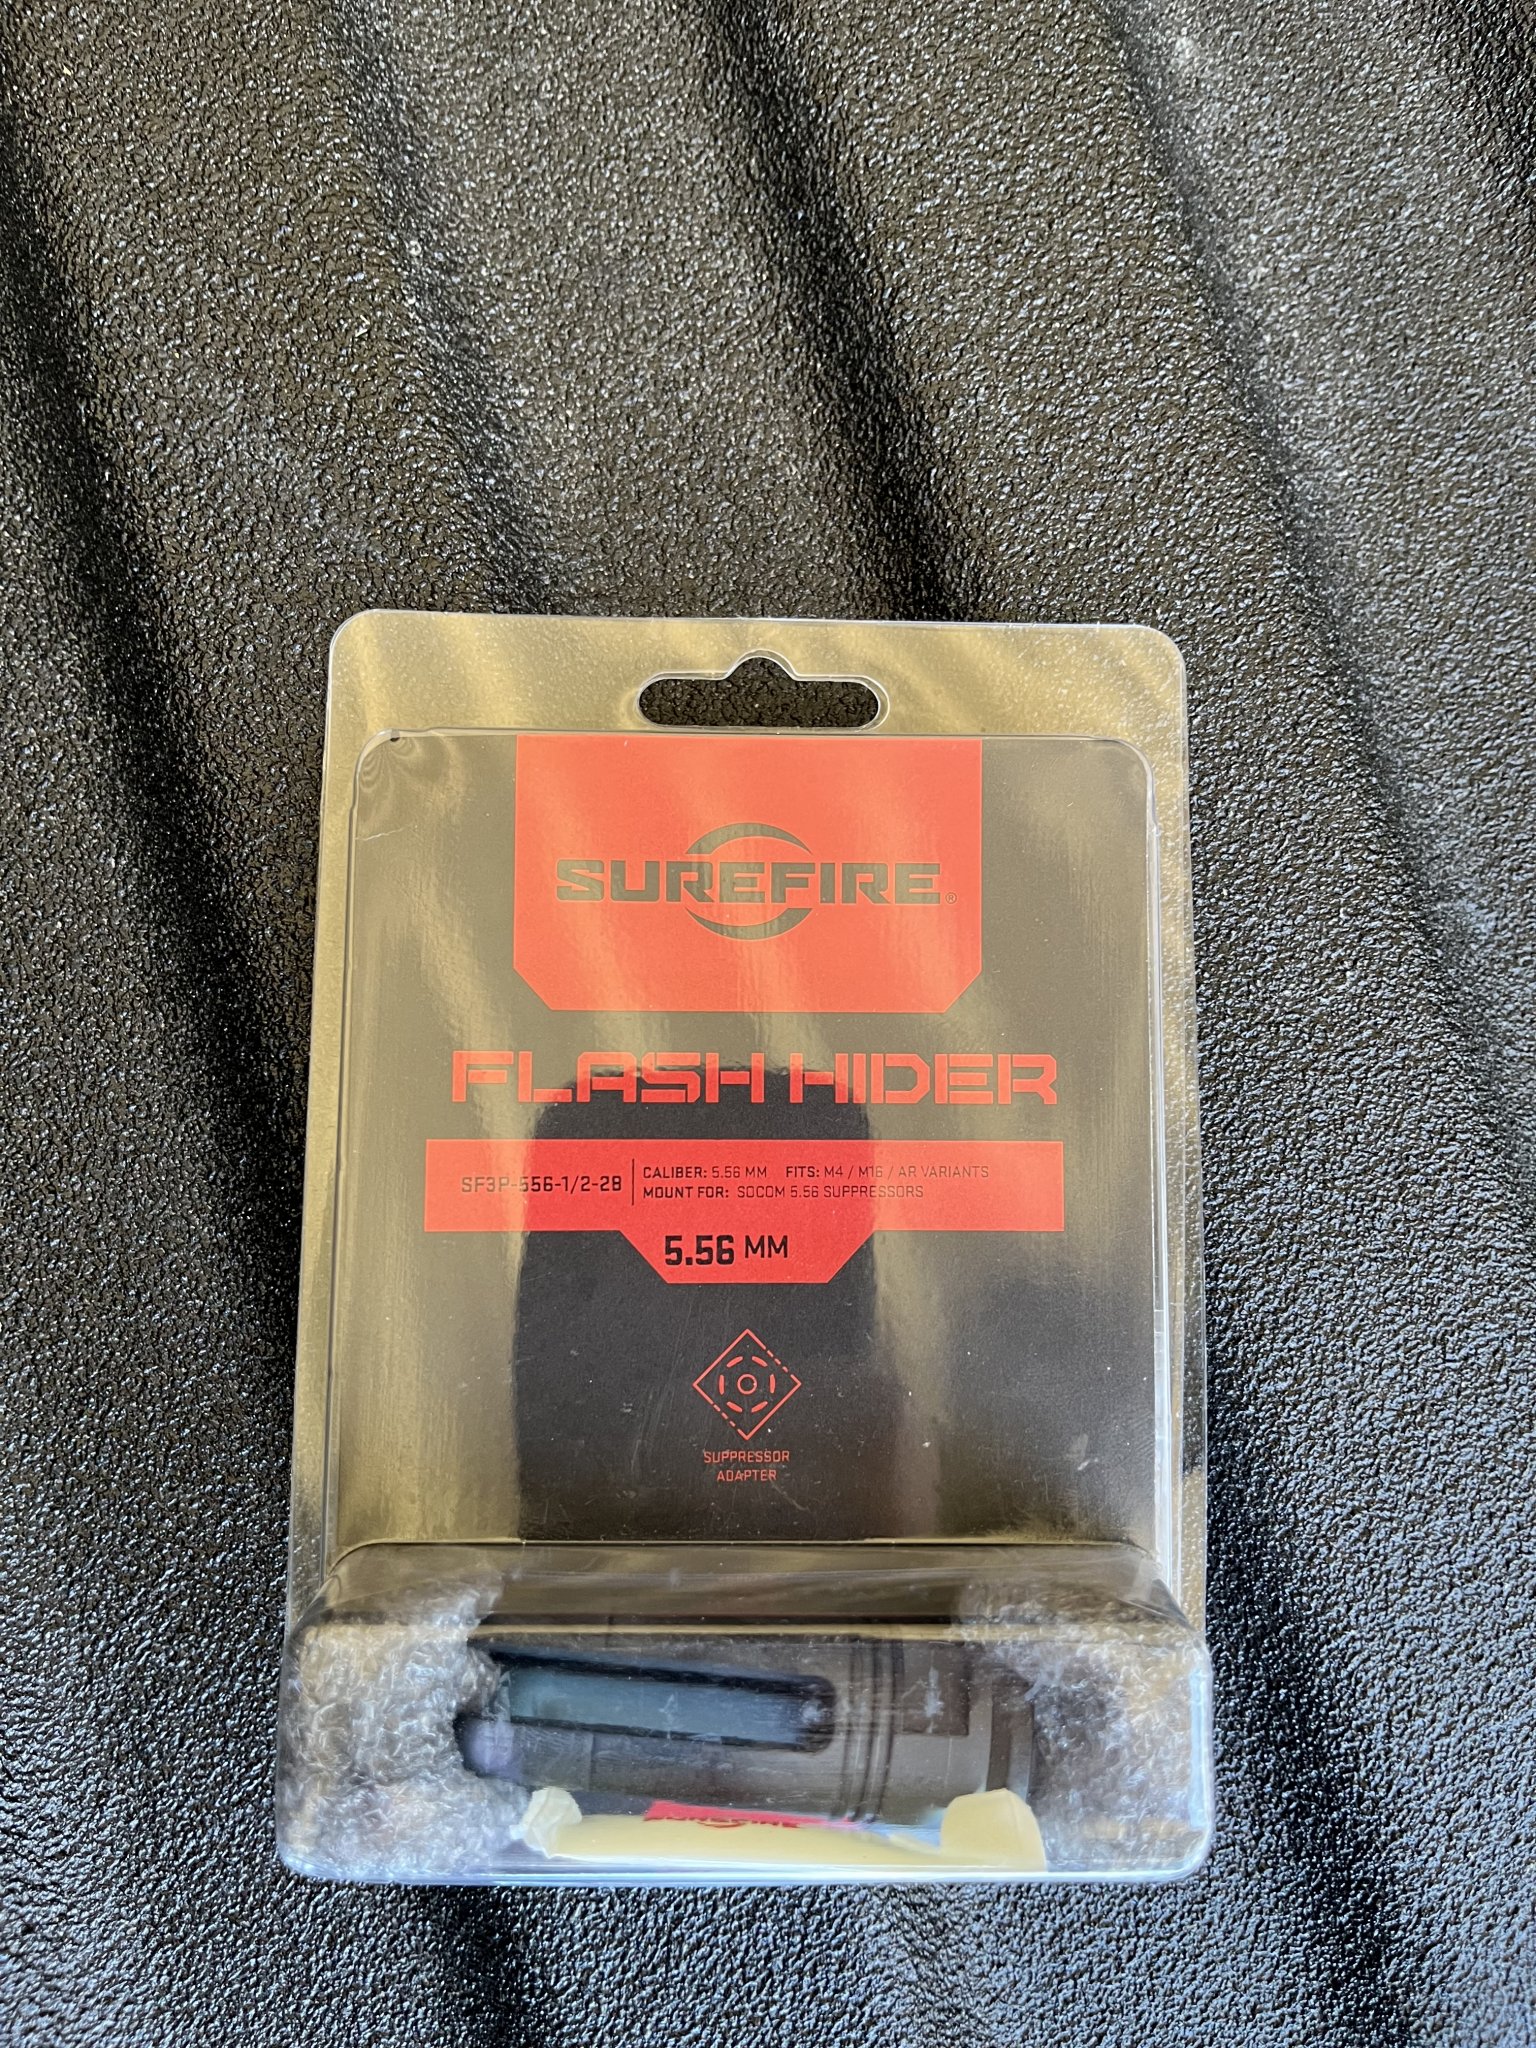 SUREFIRE®
FLASH HIDER
SF3P-556-1/2-28
CALIBER: 5.56 MM FITS: M4 / M16 / AR VARIANTS
MOUNT FOR: SOCOM 5.56 SUPPRESSORS
5.56 MM
SUPPRESSOR
ADAPTER